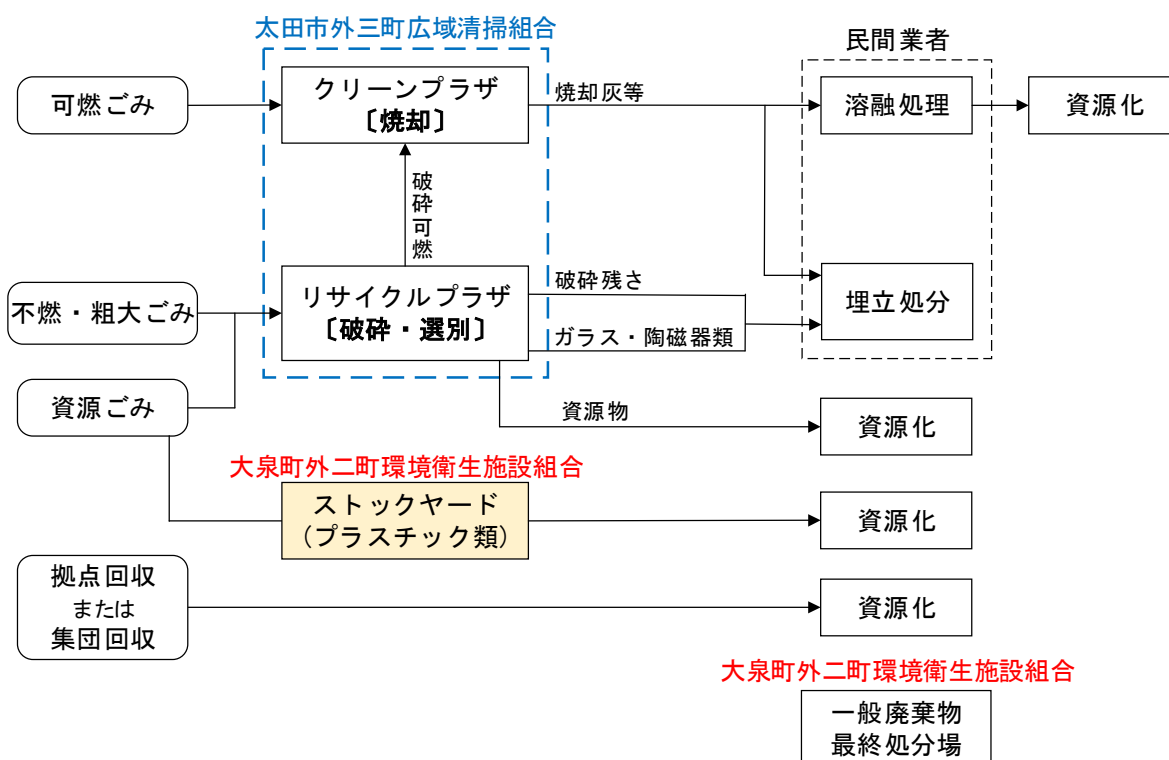 太田市外三町広域清掃組合
民間業者
可燃ごみ
クリーンプラザ
〔焼却〕
焼却灰等
溶融処理
資源化
破砕可燃
不燃・粗大ごみ
リサイクルプラザ
〔破砕・選別〕
破砕残さ
ガラス・陶磁器類
埋立処分
資源ごみ
資源物
資源化
大泉町外二町環境衛生施設組合
ストックヤード
(プラスチック類)
資源化
拠点回収
または
集団回収
資源化
大泉町外二町環境衛生施設組合
一般廃棄物
最終処分場